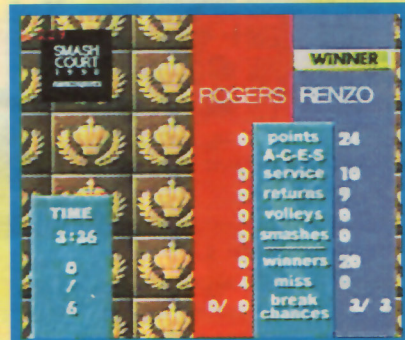 SMASH
COURT
WINNER
ROGERS RENZO
0 points 24
A-C-E-S
0 service 10
0 returns 9
0 volleys 0
0 smashes 0
0 winners 20
4 miss 0
0/ 0 break chances 3/ 3
TIME
3:26
0
/
6